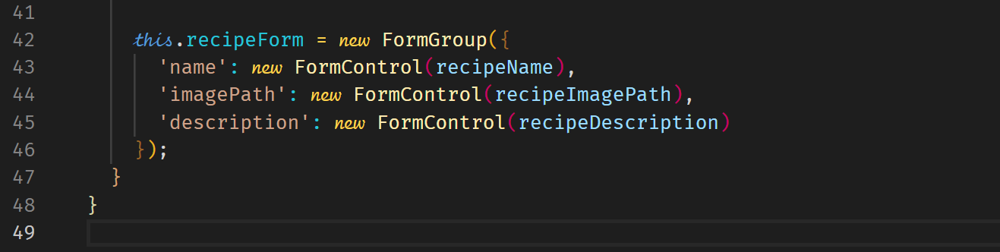 41
42 this.recipeForm = new FormGroup({
43 'name': new FormControl(recipeName),
44 'imagePath': new FormControl(recipeImagePath),
45 'description': new FormControl(recipeDescription)
46 });
47 }
48 }
49